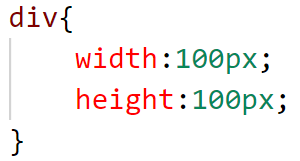 div{
    width:100px;
    height:100px;
}